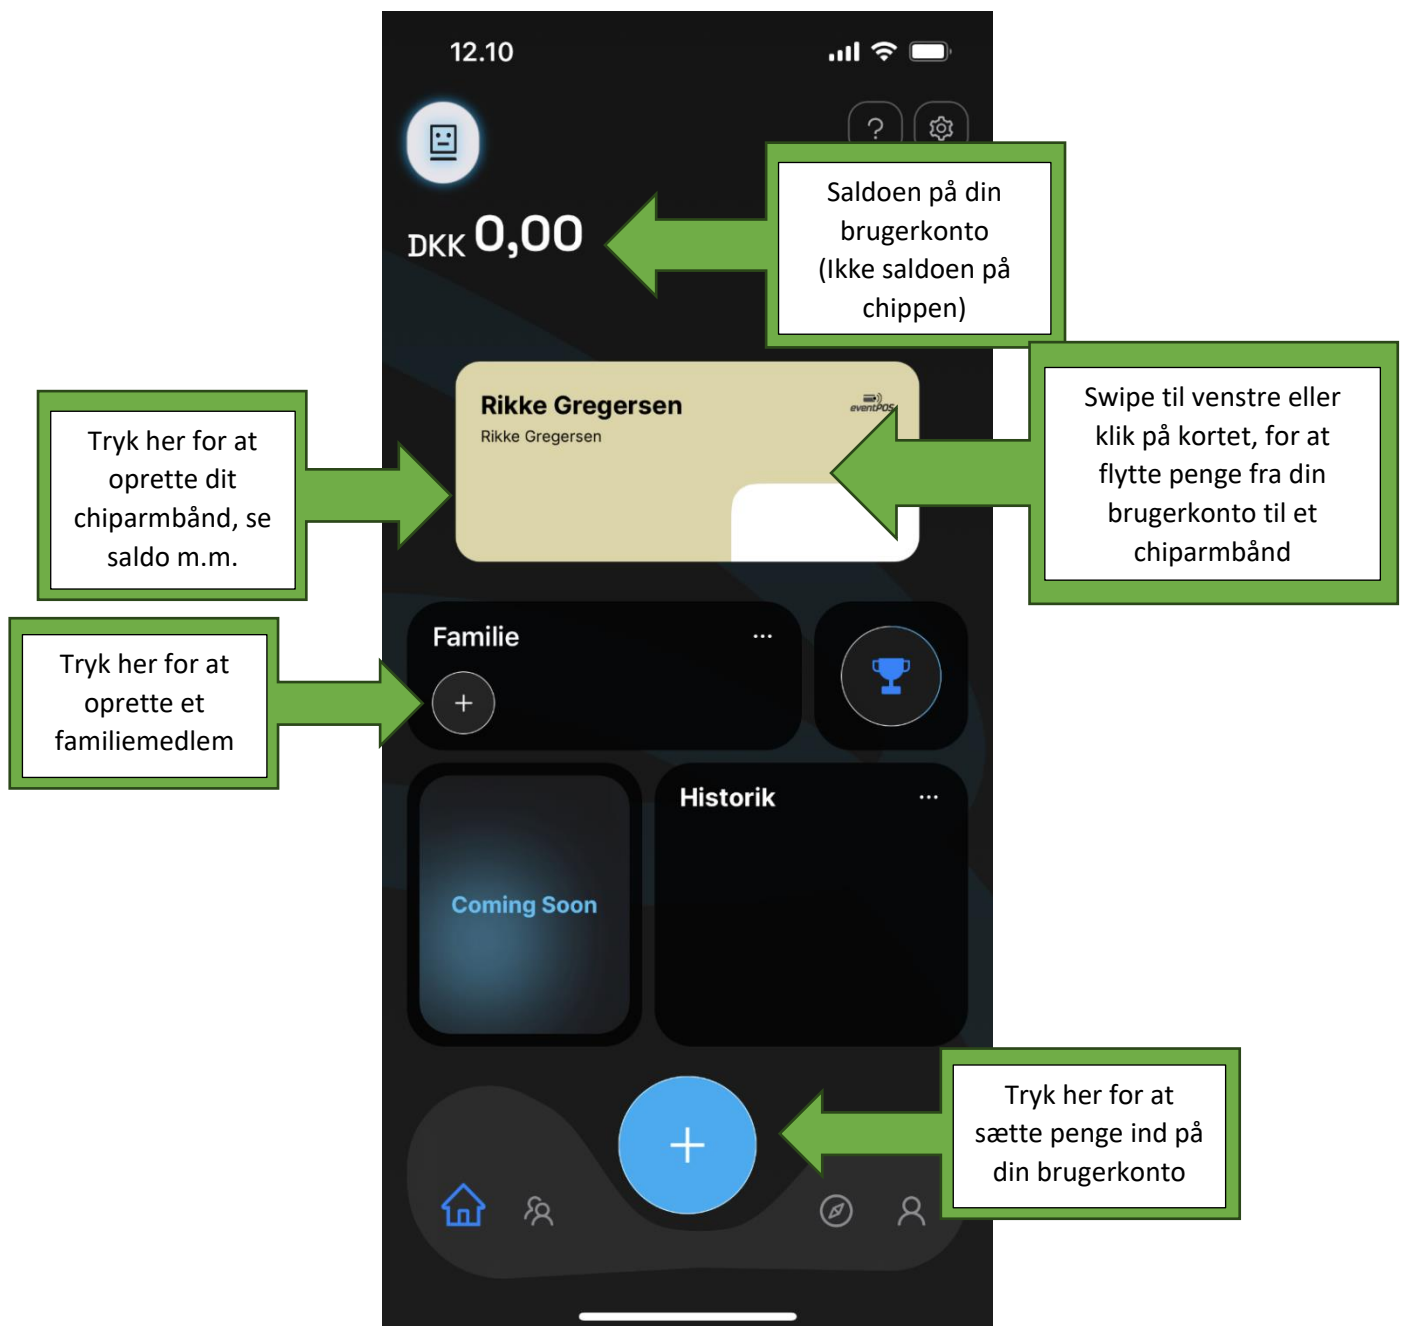 12.10
?
DKK 0,00
Saldoen på din
brugerkonto
(Ikke saldoen på
chippen)
Rikke Gregersen
Rikke Gregersen
eventPOS
Swipe til venstre eller
klik på kortet, for at
flytte penge fra din
brugerkonto til et
chiparmbånd
Tryk her for at
oprette dit
chiparmbånd, se
saldo m.m.
Familie
Tryk her for at
oprette et
familiemedlem
Historik
Coming Soon
Tryk her for at
sætte penge ind på
din brugerkonto